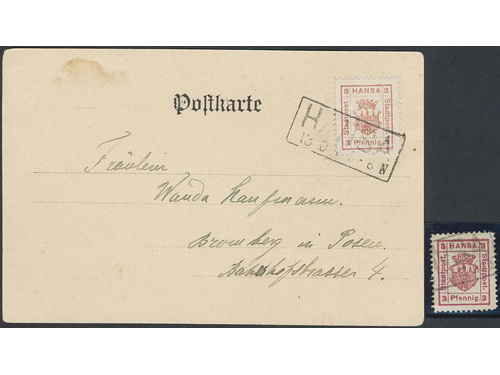 Postkarte
3 HANSA 3
Stadtpost.
Stadtpost.
3 Pfennig. 3
Fräulein
Wanda Kaufmann.
Bromberg in Posen.
Bahnhofstrasse 4.
3 HANSA 3
Stadtpost.
Stadtpost.
3 Pfennig. 3